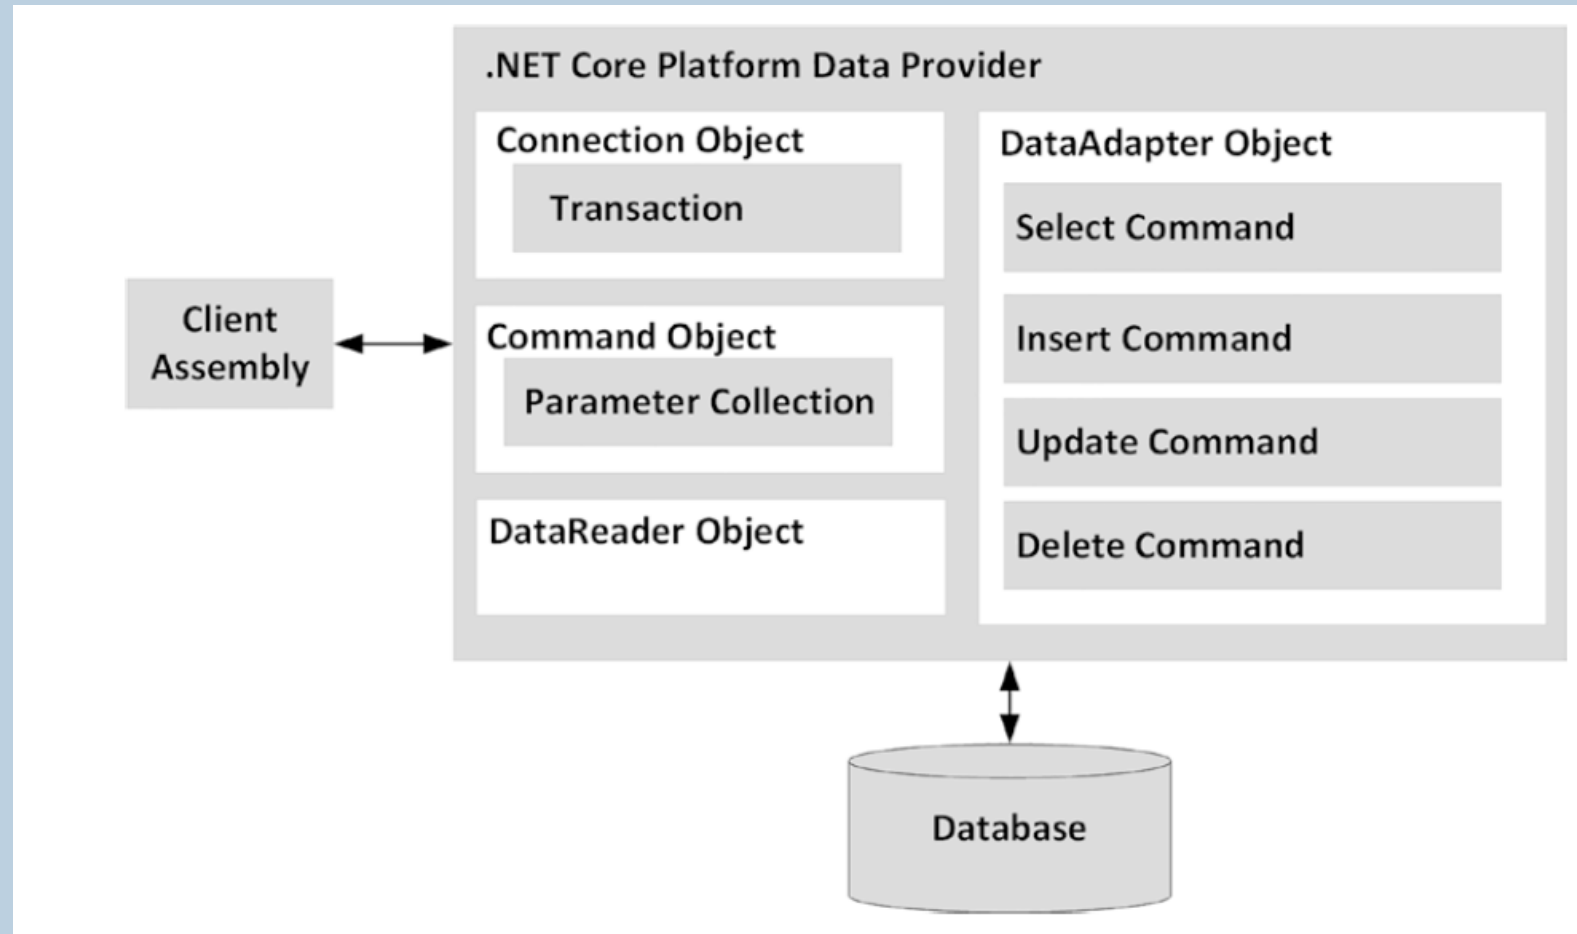 .NET Core Platform Data Provider
Connection Object
Transaction
Command Object
Parameter Collection
DataReader Object
DataAdapter Object
Select Command
Insert Command
Update Command
Delete Command
Client
Assembly
Database